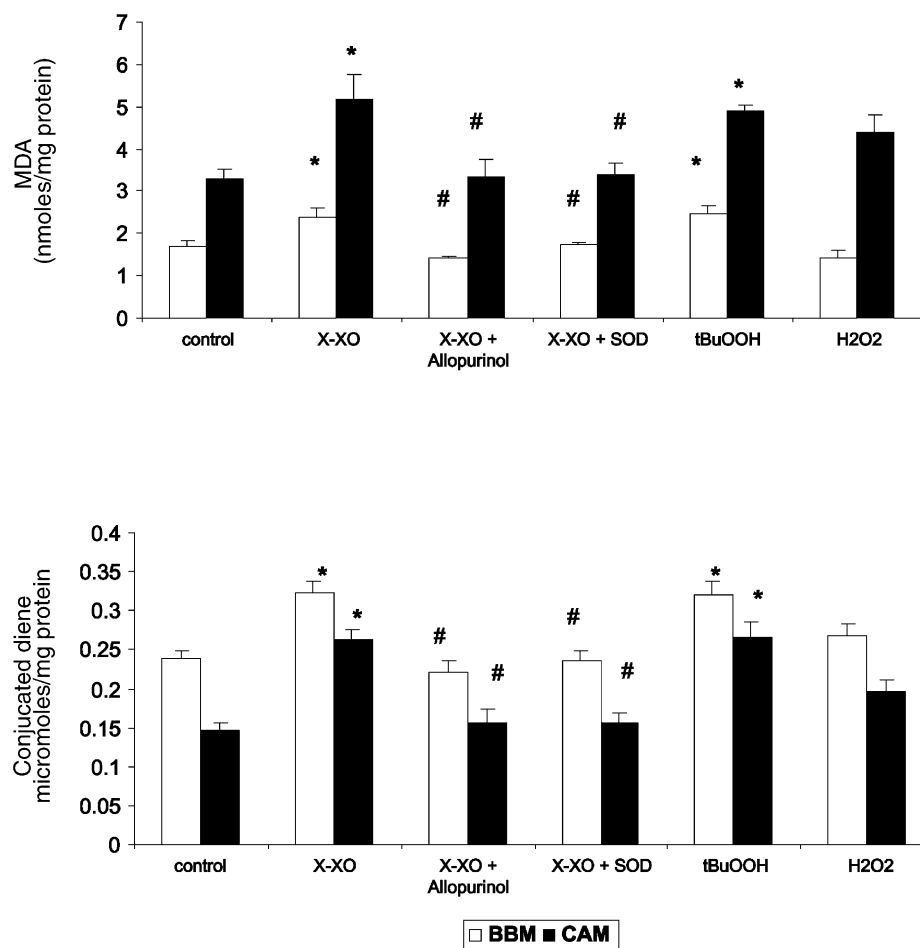 MDA
(nmoles/mg protein)
7
6
5
4
3
2
1
0
*
*
#
#
#
#
*
*
control
X-XO
X-XO +
Allopurinol
X-XO + SOD
tBuOOH
H2O2
Conjucated diene
micromoles/mg protein
0.4
0.35
0.3
0.25
0.2
0.15
0.1
0.05
0
*
*
#
#
#
#
*
*
control
X-XO
X-XO +
Allopurinol
X-XO + SOD
tBuOOH
H2O2
BBM CAM